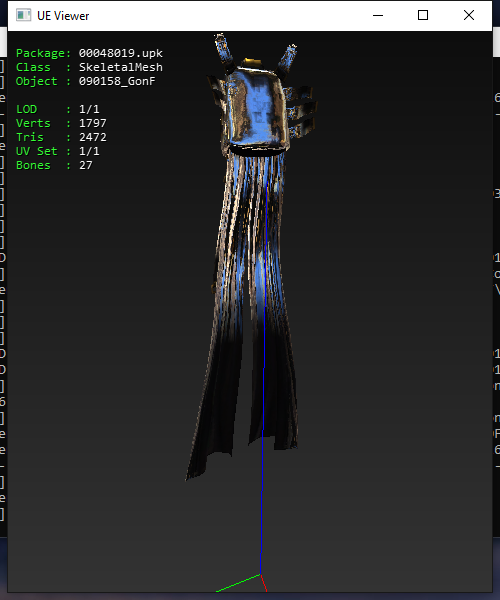 UE Viewer
Package: 00048019.upk
Class  : SkeletalMesh
Object : 090158_GonF
LOD    : 1/1
Verts  : 1797
Tris   : 2472
UV Set : 1/1
Bones  : 27